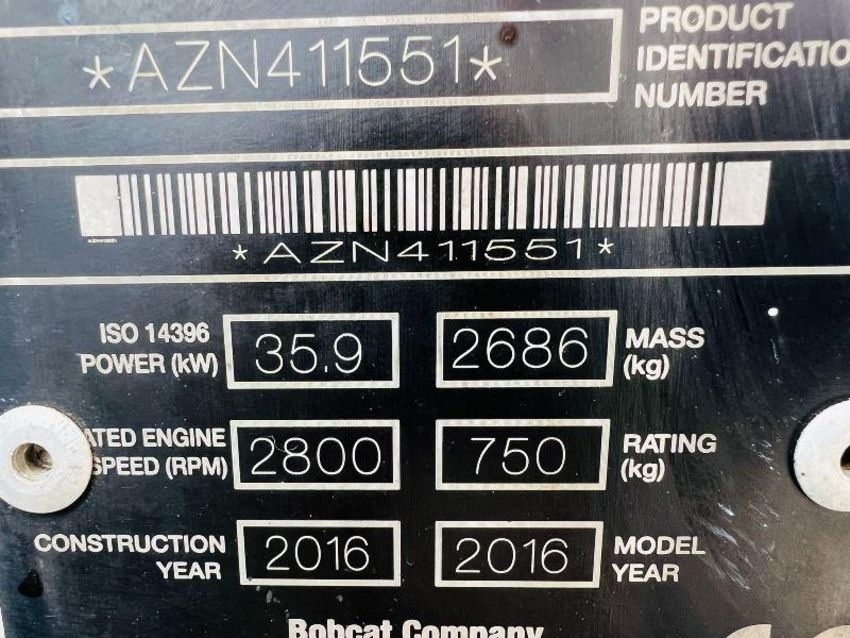 *AZN411551*
PRODUCT
IDENTIFICATIO
NUMBER
*AZN411551*
ISO 14396
POWER (kW)
35.9
2686
MASS
(kg)
ATED ENGINE
SPEED (RPM)
2800
750
RATING
(kg)
CONSTRUCTION
YEAR
2016
2016
MODEL
YEAR
Bobcat Company